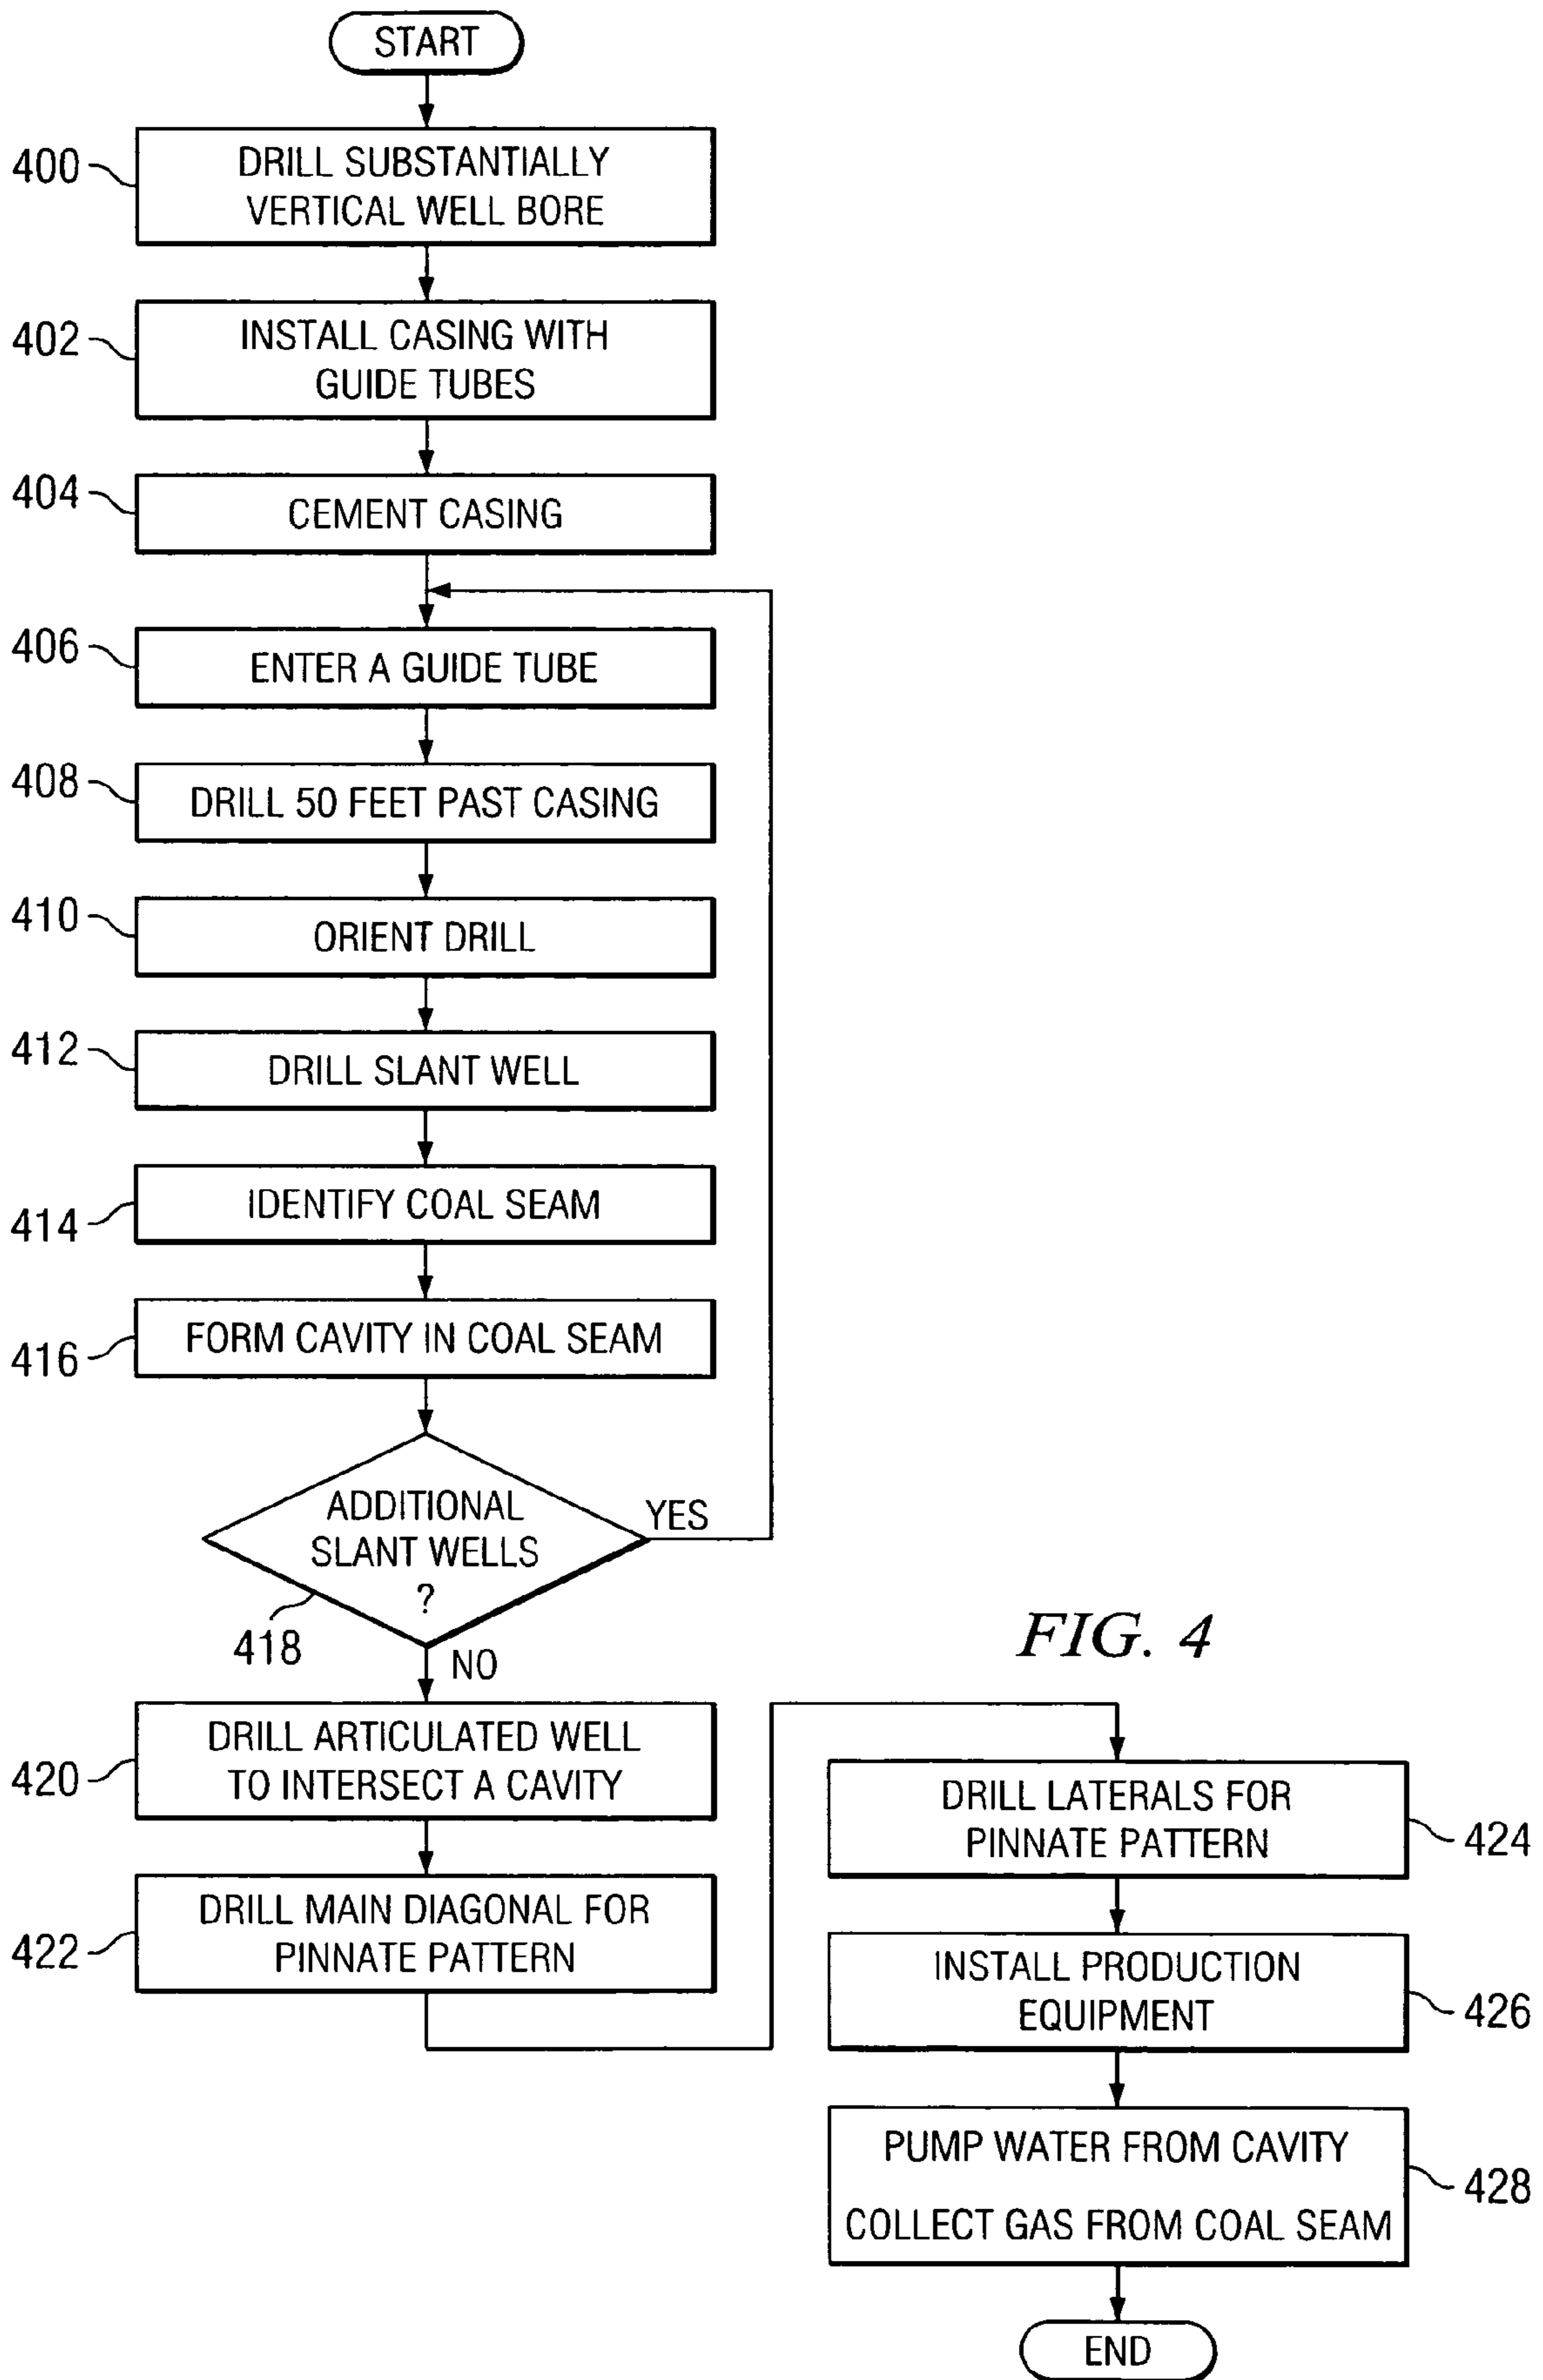 START
400
DRILL SUBSTANTIALLY
VERTICAL WELL BORE
402
INSTALL CASING WITH
GUIDE TUBES
404
CEMENT CASING
406
ENTER A GUIDE TUBE
408
DRILL 50 FEET PAST CASING
410
ORIENT DRILL
412
DRILL SLANT WELL
414
IDENTIFY COAL SEAM
416
FORM CAVITY IN COAL SEAM
ADDITIONAL
SLANT WELLS
?
YES
418
NO
420
DRILL ARTICULATED WELL
TO INTERSECT A CAVITY
422
DRILL MAIN DIAGONAL FOR
PINNATE PATTERN
FIG. 4
DRILL LATERALS FOR
PINNATE PATTERN
424
INSTALL PRODUCTION
EQUIPMENT
426
PUMP WATER FROM CAVITY
COLLECT GAS FROM COAL SEAM
428
END